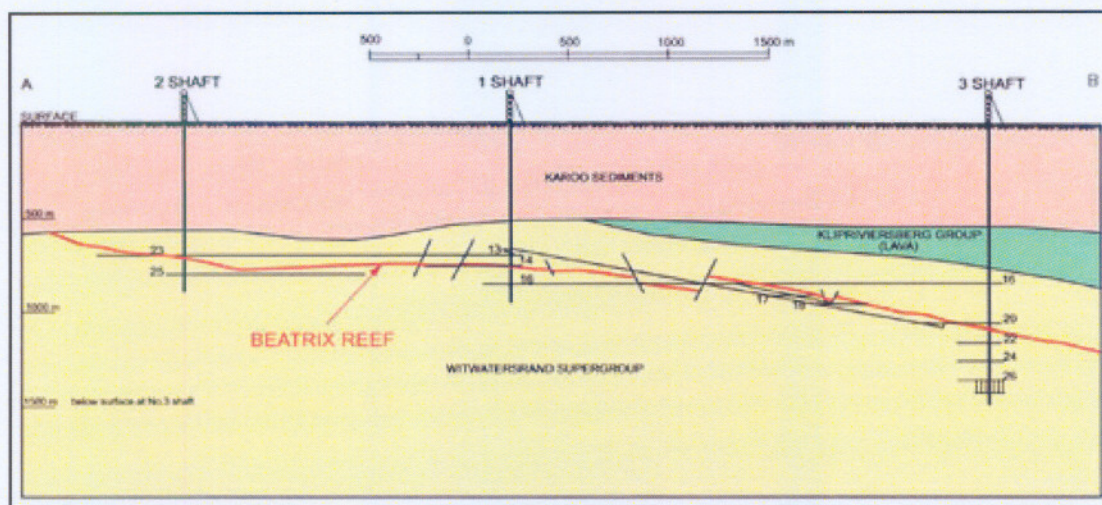 500 0 500 1000 1500 m
A 2 SHAFT 1 SHAFT 3 SHAFT B
SURFACE
KAROO SEDIMENTS
500 m
KLIPRIVIERSBERG GROUP
(LAVA)
23 13
14
25 16 16
17 18
1000 m 20
BEATRIX REEF 22
WITWATERSRAND SUPERGROUP 24
26
1500 m below surface at No.3 shaft